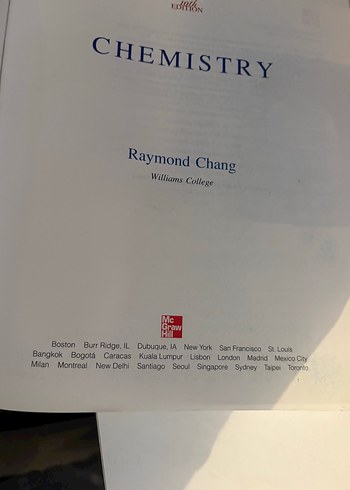 EDITION
CHEMISTRY
Raymond Chang
Williams College
Mc
Graw
Hill
Boston Burr Ridge, IL Dubuque, IA New York San Francisco St. Louis
Bangkok Bogotá Caracas Kuala Lumpur Lisbon London Madrid Mexico City
Milan Montreal New Delhi Santiago Seoul Singapore Sydney Taipei Toronto